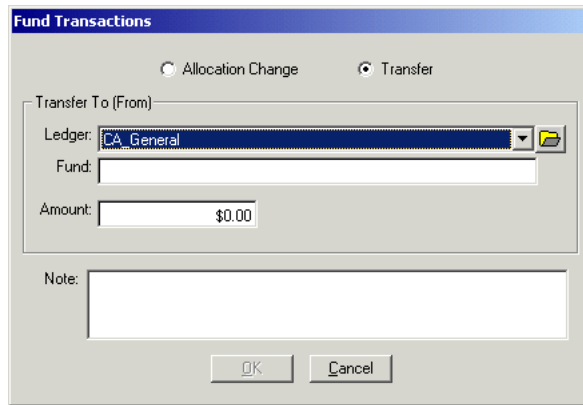 Fund Transactions
Allocation Change Transfer
Transfer To (From)
Ledger: CA_General
Fund:
Amount: $0.00
Note:
OK Cancel